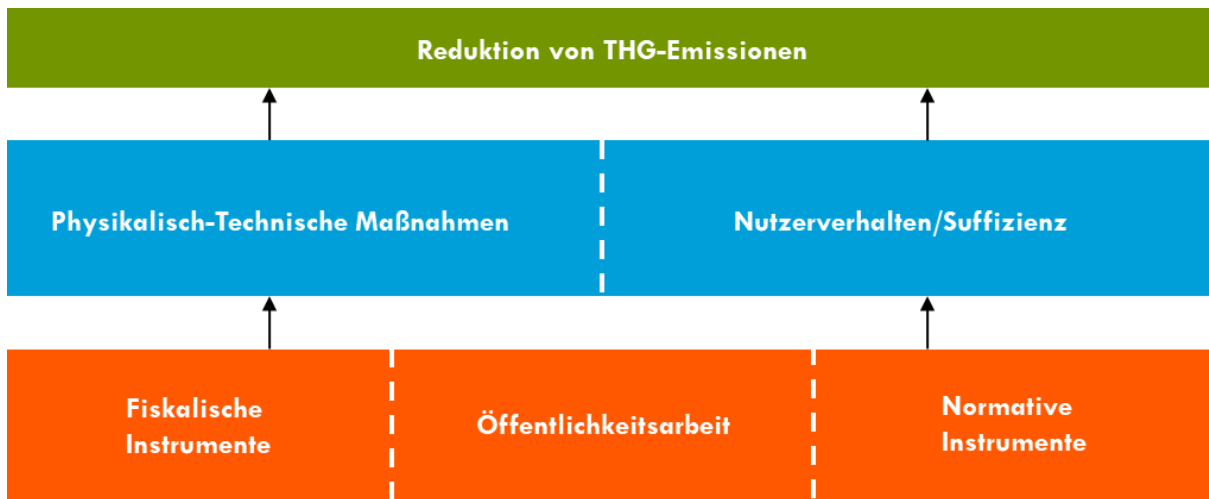 Reduktion von THG-Emissionen
Physikalisch-Technische Maßnahmen
Nutzerverhalten/Suffizienz
Fiskalische
Instrumente
Öffentlichkeitsarbeit
Normative
Instrumente